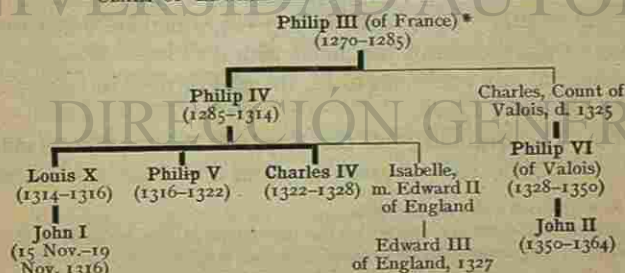 UNIVERSIDAD AUTÓN
Philip III (of France) *
(1270–1285)
Philip IV
(1285–1314)
Charles, Count of
Valois, d. 1325
DIRECCIÓN GENER
Louis X
(1314–1316)
Philip V
(1316–1322)
Charles IV
(1322–1328)
Isabelle,
m. Edward II
of England
Philip VI
(of Valois)
(1328–1350)
John I
(15 Nov.–19
Nov. 1316)
Edward III
of England, 1327
John II
(1350–1364)